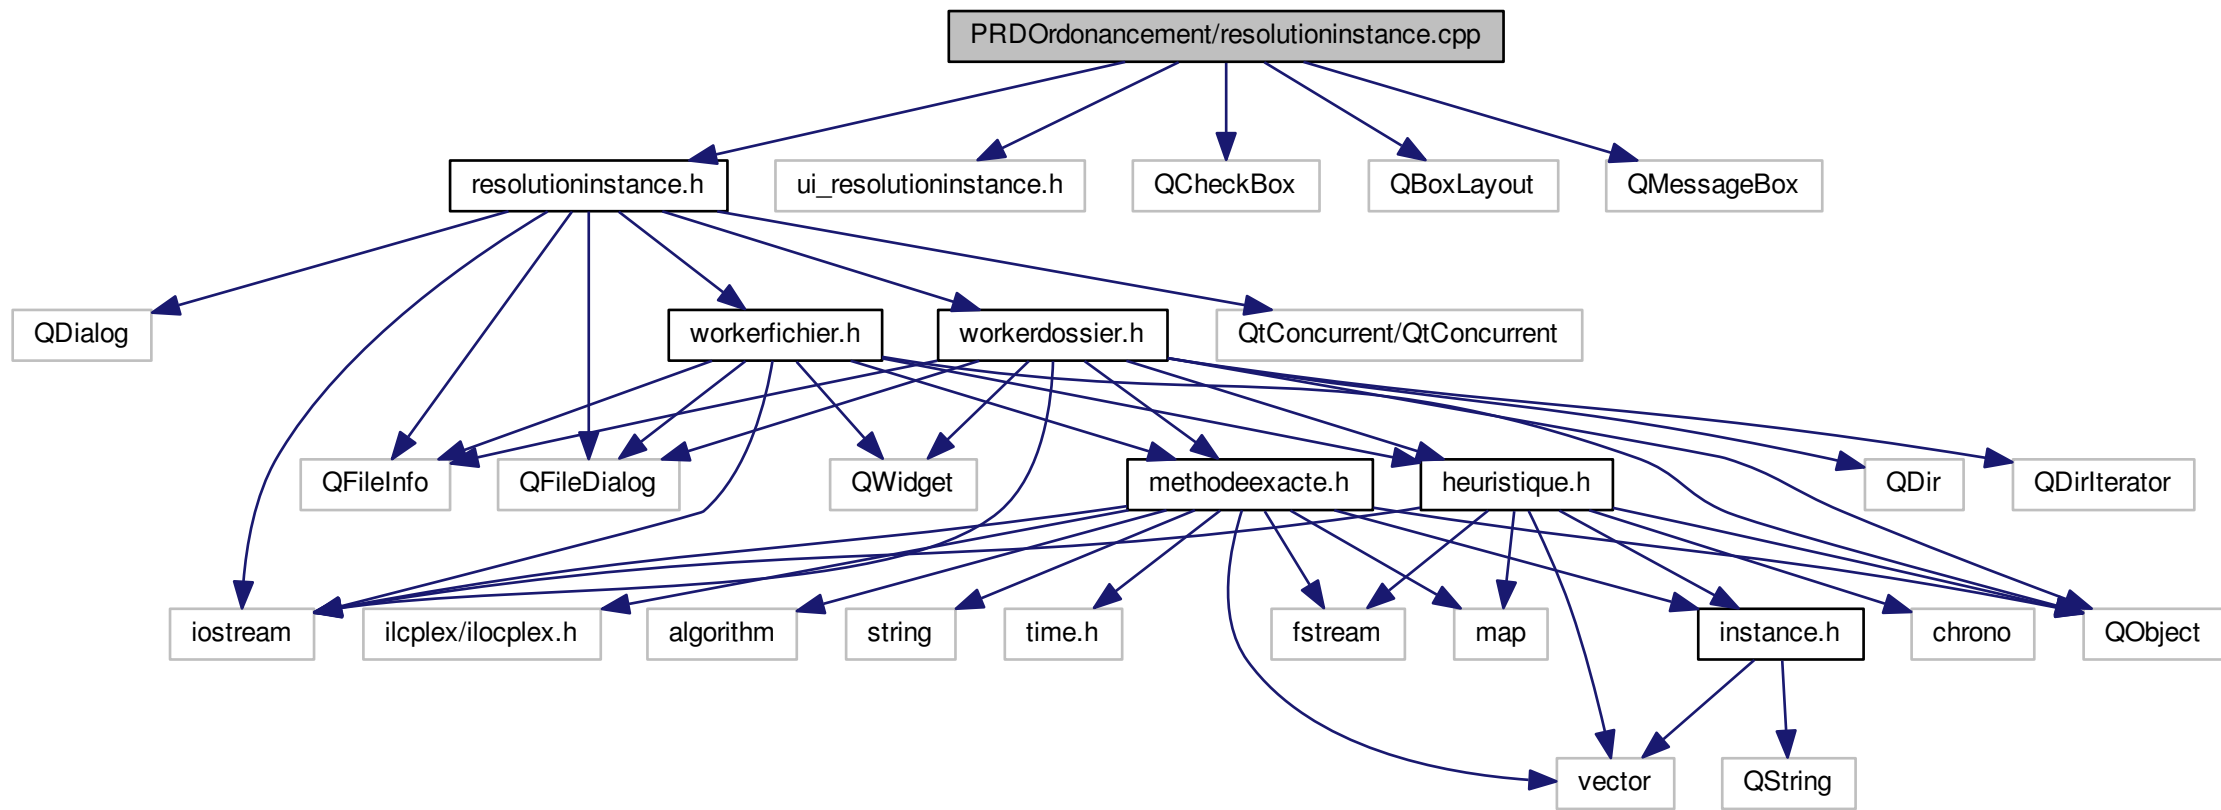 PRDOrdonancement/resolutioninstance.cpp
resolutioninstance.h
ui_resolutioninstance.h
QCheckBox
QBoxLayout
QMessageBox
QDialog
workerfichier.h
workerdossier.h
QtConcurrent/QtConcurrent
QFileInfo
QFileDialog
QWidget
methodeexacte.h
heuristique.h
QDir
QDirIterator
iostream
ilcplex/ilocplex.h
algorithm
string
time.h
fstream
map
instance.h
chrono
QObject
vector
QString